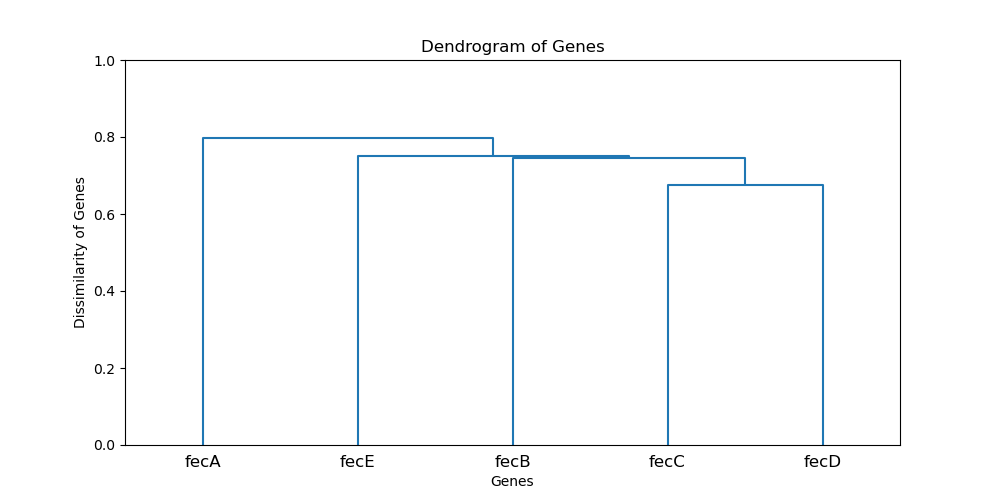 Dendrogram of Genes
1.0
0.8
0.6
0.4
0.2
0.0
Dissimilarity of Genes
fecA fecE fecB fecC fecD
Genes